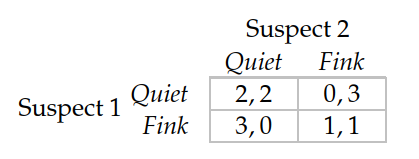 Suspect 2
Quiet Fink
Suspect 1 Quiet 2, 2 0, 3
Fink 3, 0 1, 1